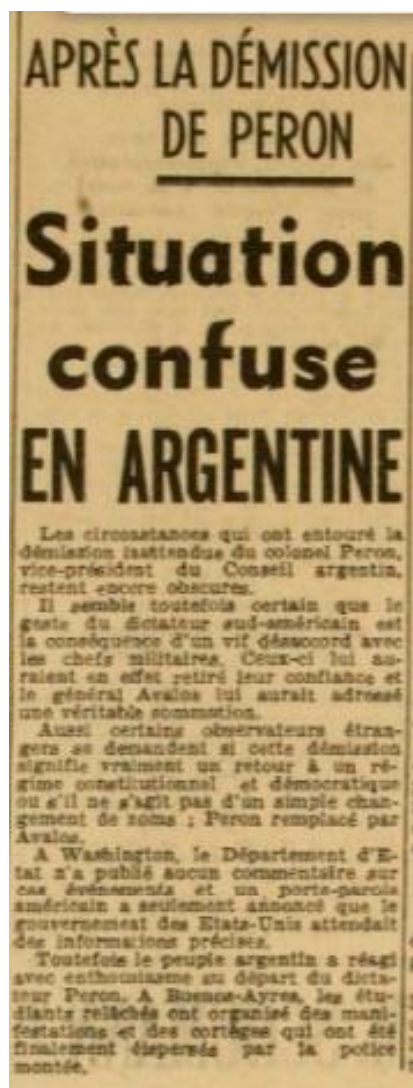 APRÈS LA DÉMISSION
DE PERON
Situation
confuse
EN ARGENTINE
Les circonstances qui ont entouré la
démission inattendue du colonel Peron,
vice-président du Conseil argentin,
restent encore obscures.
Il semble toutefois certain que le
geste du dictateur sud-américain est
la conséquence d'un vif désaccord avec
les chefs militaires. Ceux-ci lui au-
raient en effet retiré leur confiance et
le général Avalos lui aurait adressé
une véritable sommation.
Aussi certains observateurs étran-
gers se demandent si cette démission
signifie vraiment un retour à un ré-
gime constitutionnel et démocratique
ou s'il ne s'agit pas d'un simple chan-
gement de noms ; Peron remplacé par
Avalos.
A Washington, le Département d'E-
tat n'a publié aucun commentaire sur
ces événements et un porte-parole
américain a seulement annoncé que le
gouvernement des Etats-Unis attendait
des informations précises.
Toutefois le peuple argentin a réagi
avec enthousiasme au départ du dicta-
teur Peron. A Buenos-Ayres, les étu-
diants relâchés ont organisé des mani-
festations et des cortèges qui ont été
finalement dispersés par la police
montée.